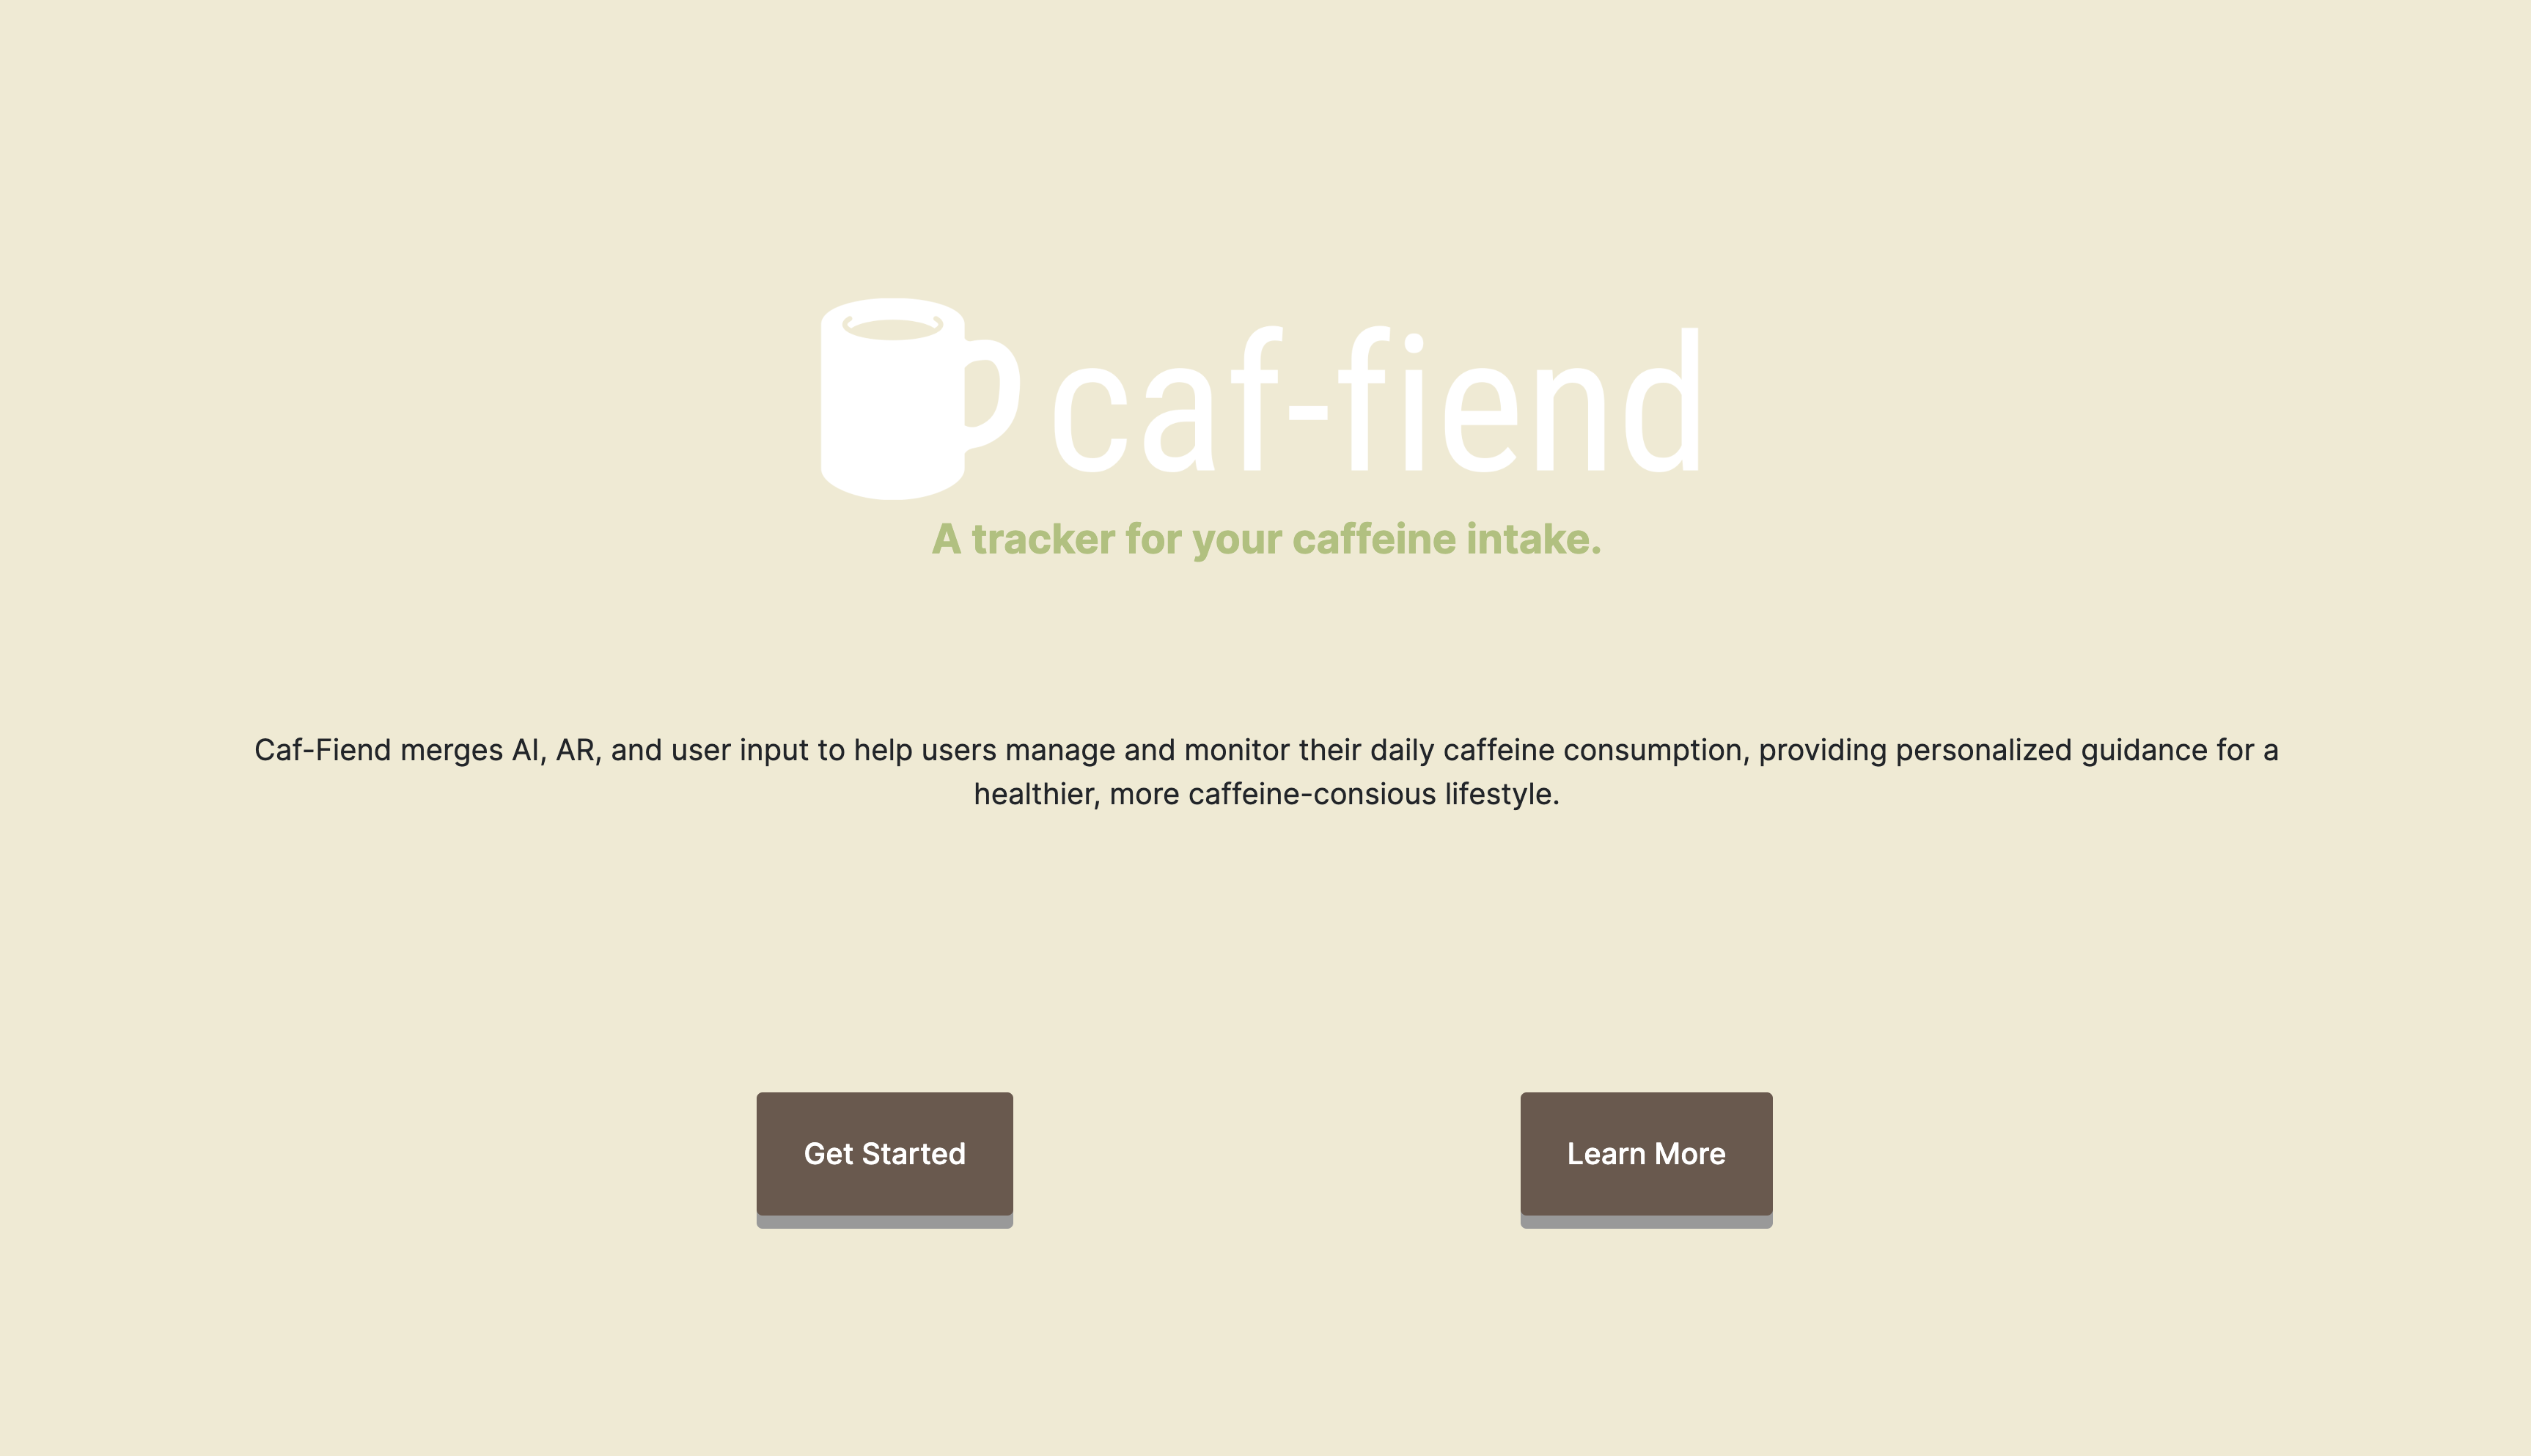 caf-fiend
A tracker for your caffeine intake.
Caf-Fiend merges AI, AR, and user input to help users manage and monitor their daily caffeine consumption, providing personalized guidance for a
healthier, more caffeine-consious lifestyle.
Get Started
Learn More